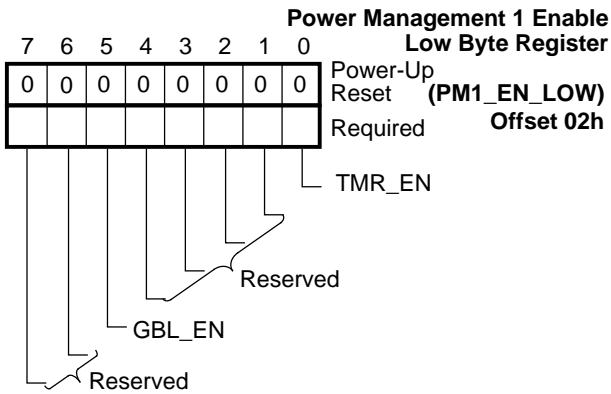 Power Management 1 Enable
Low Byte Register
(PM1_EN_LOW)
Offset 02h
7 6 5 4 3 2 1 0
0 0 0 0 0 0 0 0
Power-Up
Reset
Required
TMR_EN
Reserved
GBL_EN
Reserved